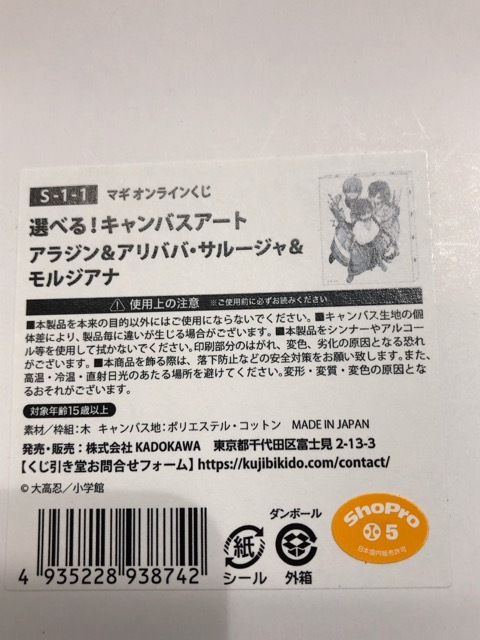 S-1-1 マギ オンラインくじ
選べる！キャンバスアート
アラジン&アリババ・サルージャ&
モルジアナ
使用上の注意 ※ご使用前に必ずお読みください
■本製品を本来の目的以外にはご使用にならないでください。■キャンバス生地の個
体差により、製品毎に違いが生じる場合がございます。■本製品をシンナーやアルコー
ル等を使用して拭かないでください。印刷部分のはがれ、変色、劣化の原因となる恐れ
がございます。■本商品を飾る際は、落下防止などの安全対策をお願い致します。また、
高温・冷温・直射日光のあたる場所を避けてください。変形・変質・変色の原因とな
るおそれがございます。
対象年齢15歳以上
素材／枠組：木 キャンバス地：ポリエステル・コットン MADE IN JAPAN
発売・販売：株式会社 KADOKAWA 東京都千代田区富士見 2-13-3
【くじ引き堂お問合せフォーム】https://kujibikido.com/contact/
©大高忍／小学館
4 935228 938742
紙
シール
ダンボール
外箱
ShoPro
5
日本国内販売許可